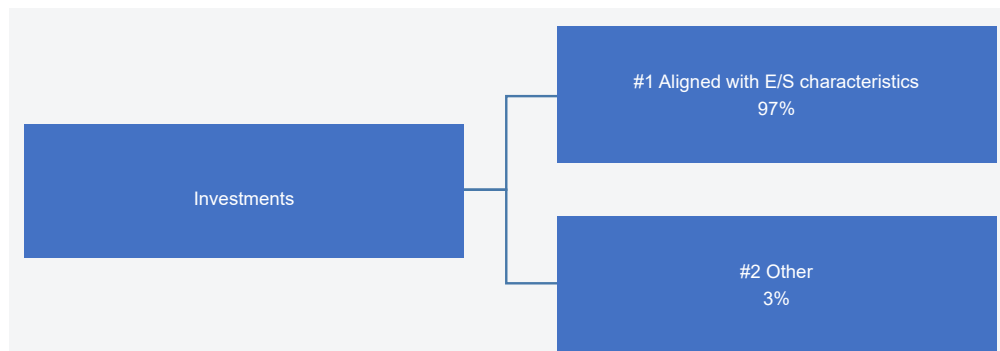 Investments
#1 Aligned with E/S characteristics
97%
#2 Other
3%